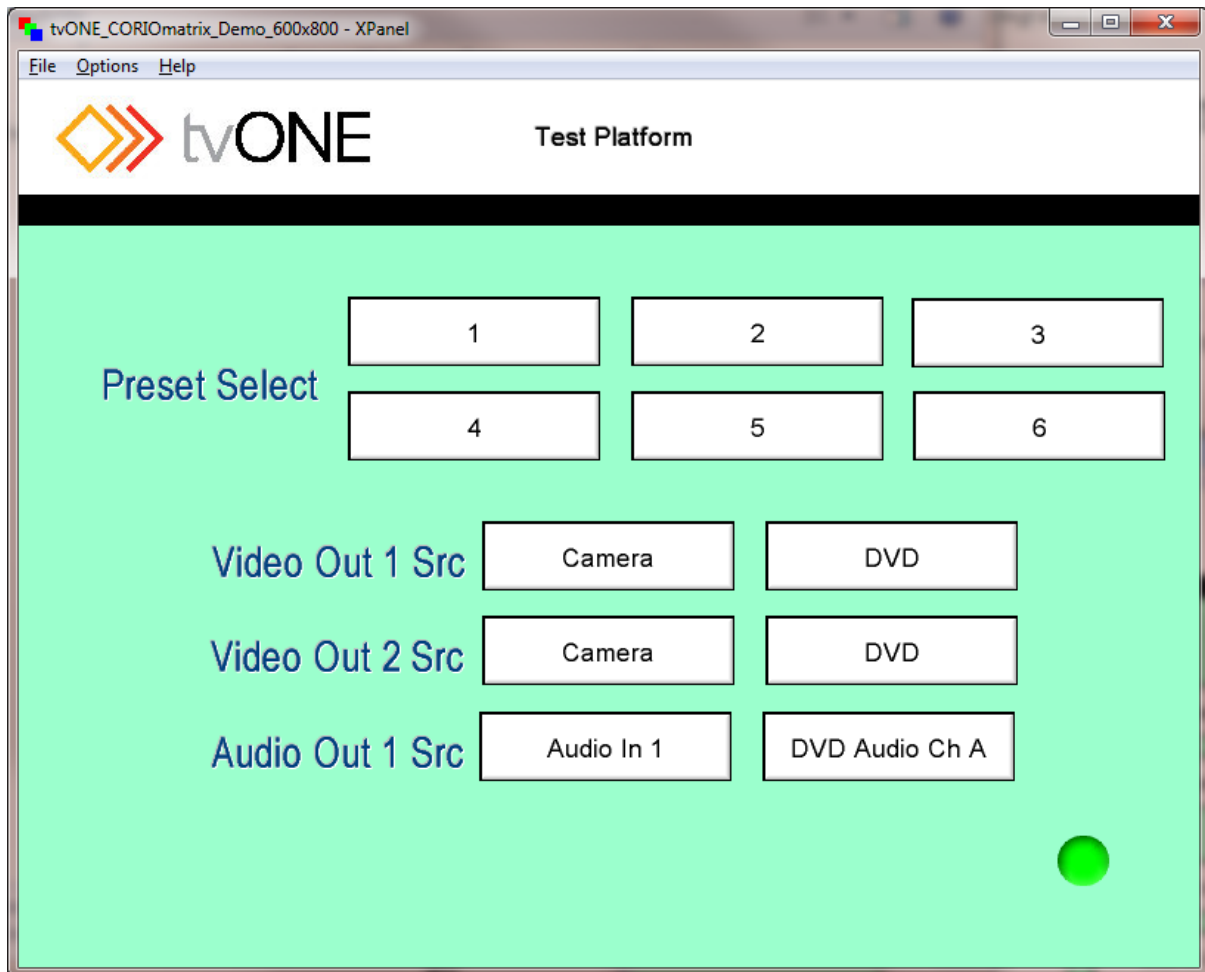 tvONE_CORIOmatrix_Demo_600x800 - XPanel
File Options Help
tvONE
Test Platform
1 2 3
Preset Select
4 5 6
Video Out 1 Src Camera DVD
Video Out 2 Src Camera DVD
Audio Out 1 Src Audio In 1 DVD Audio Ch A